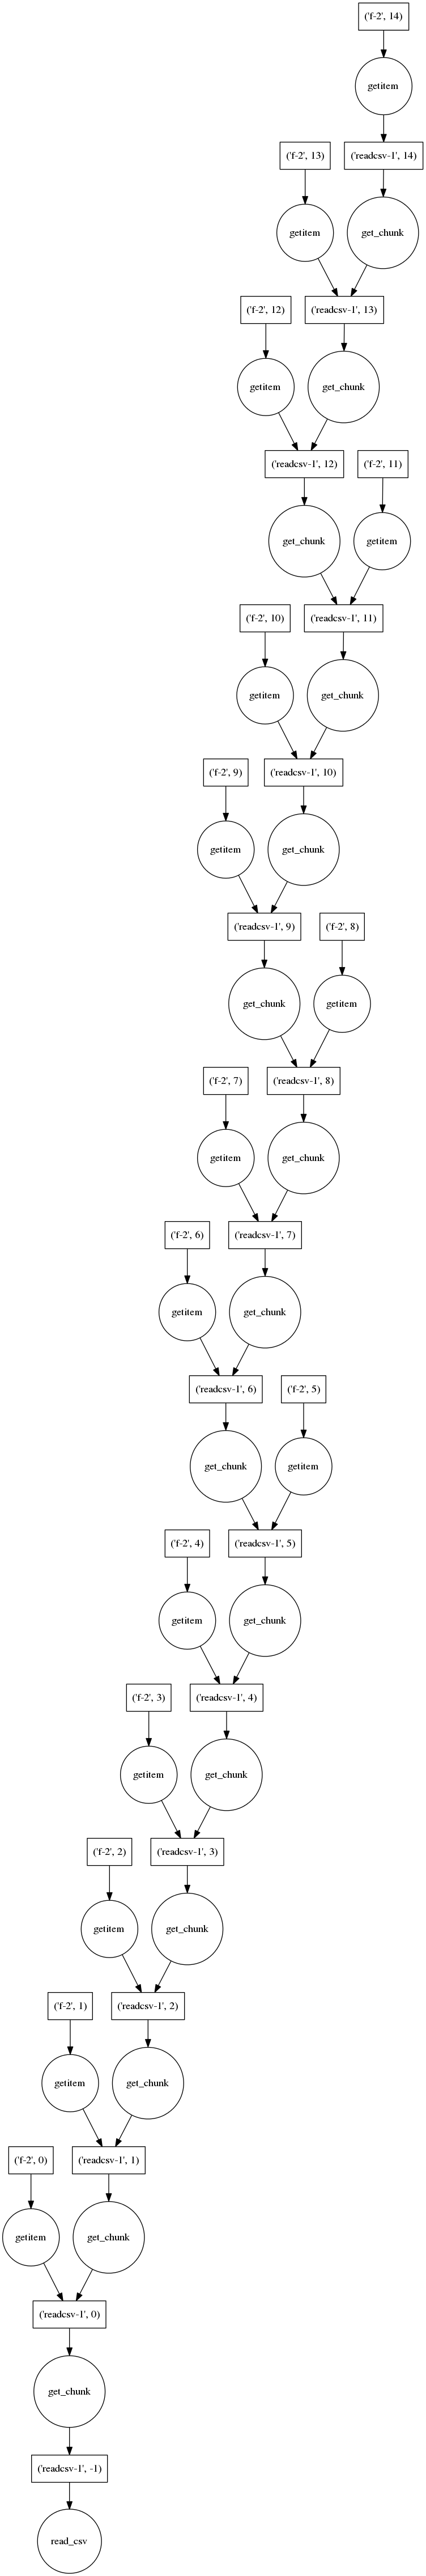 ('f-2', 14)
getitem
('f-2', 13)
('readcsv-1', 14)
getitem
get_chunk
('f-2', 12)
('readcsv-1', 13)
getitem
get_chunk
('readcsv-1', 12)
('f-2', 11)
get_chunk
getitem
('f-2', 10)
('readcsv-1', 11)
getitem
get_chunk
('f-2', 9)
('readcsv-1', 10)
getitem
get_chunk
('readcsv-1', 9)
('f-2', 8)
get_chunk
getitem
('f-2', 7)
('readcsv-1', 8)
getitem
get_chunk
('f-2', 6)
('readcsv-1', 7)
getitem
get_chunk
('readcsv-1', 6)
('f-2', 5)
get_chunk
getitem
('f-2', 4)
('readcsv-1', 5)
getitem
get_chunk
('f-2', 3)
('readcsv-1', 4)
getitem
get_chunk
('f-2', 2)
('readcsv-1', 3)
getitem
get_chunk
('f-2', 1)
('readcsv-1', 2)
getitem
get_chunk
('f-2', 0)
('readcsv-1', 1)
getitem
get_chunk
('readcsv-1', 0)
get_chunk
('readcsv-1', -1)
read_csv